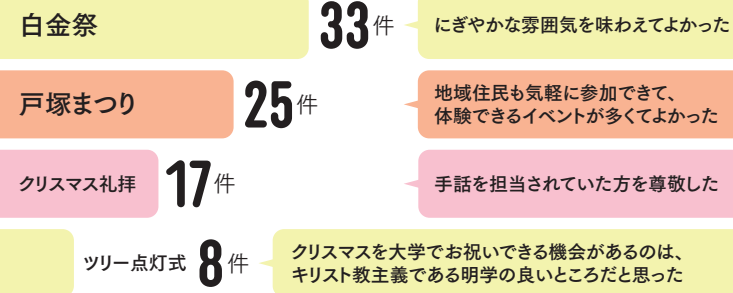 白金祭 33件 にぎやかな雰囲気を味わえてよかった
戸塚まつり 25件 地域住民も気軽に参加できて、
体験できるイベントが多くてよかった
クリスマス礼拝 17件 手話を担当されていた方を尊敬した
ツリー点灯式 8件 クリスマスを大学でお祝いできる機会があるのは、
キリスト教主義である明学の良いところだと思った